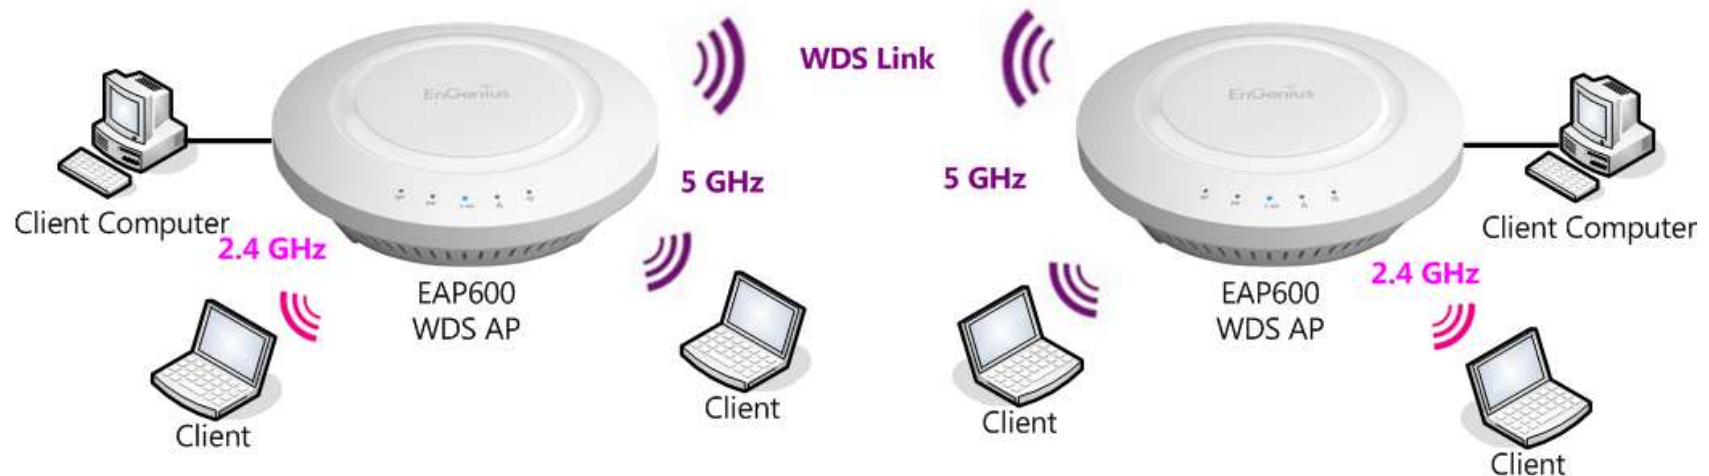 WDS Link
EnGenius
EnGenius
5 GHz
5 GHz
Client Computer
Client Computer
2.4 GHz
2.4 GHz
EAP600
WDS AP
EAP600
WDS AP
Client
Client
Client
Client